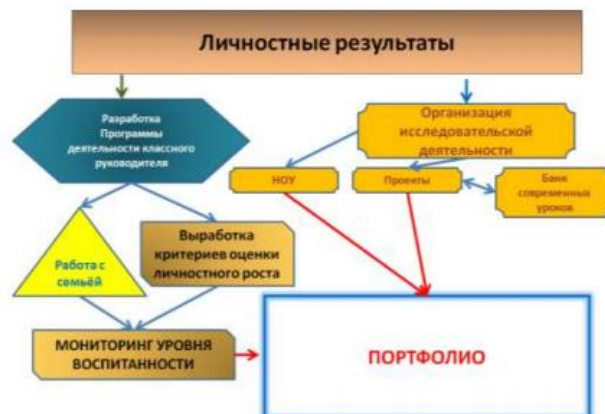 Личностные результаты
Разработка
Программы
деятельности классного
руководителя
Организация
исследовательской
деятельности
НОУ
Проекты
Банк
современных
уроков
Выработка
критериев оценки
личностного роста
Работа с
семьёй
МОНИТОРИНГ УРОВНЯ
ВОСПИТАННОСТИ
ПОРТФОЛИО